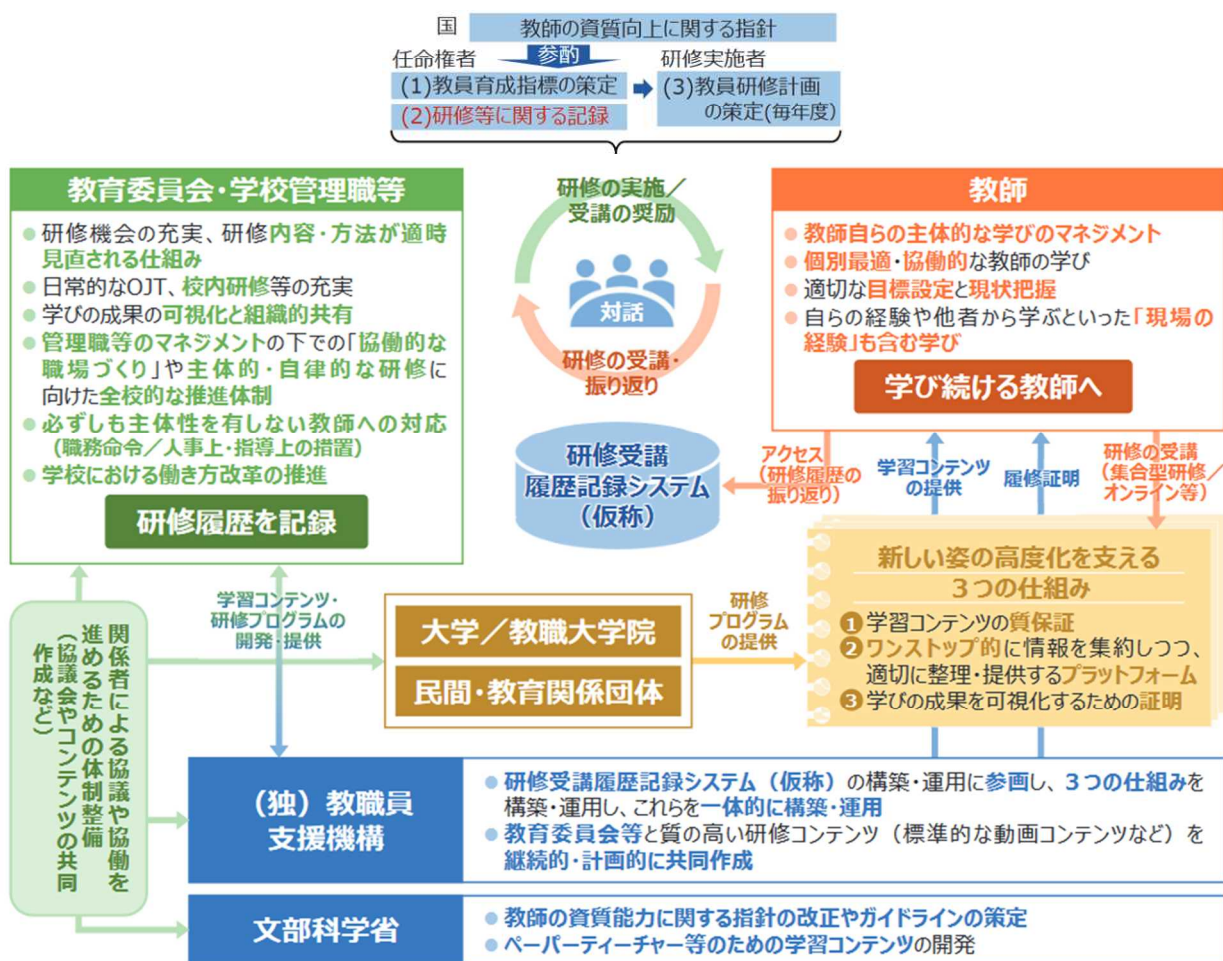 国
教師の資質向上に関する指針
任命権者
参酌
研修実施者
(1)教員育成指標の策定
(2)研修等に関する記録
(3)教員研修計画
の策定(毎年度)
教育委員会・学校管理職等
● 研修機会の充実、研修内容・方法が適時
見直される仕組み
● 日常的なOJT、校内研修等の充実
● 学びの成果の可視化と組織的共有
● 管理職等のマネジメントの下での「協働的な
職場づくり」や主体的・自律的な研修に
向けた全校的な推進体制
● 必ずしも主体性を有しない教師への対応
(職務命令/人事上・指導上の措置)
● 学校における働き方改革の推進
研修履歴を記録
研修の実施/
受講の奨励
対話
研修の受講・
振り返り
教師
● 教師自らの主体的な学びのマネジメント
● 個別最適・協働的な教師の学び
● 適切な目標設定と現状把握
● 自らの経験や他者から学ぶといった「現場の
経験」も含む学び
学び続ける教師へ
研修受講
履歴記録システム
(仮称)
アクセス
(研修履歴の
振り返り)
学習コンテンツ
の提供
履修証明
研修の受講
(集合型研修/
オンライン等)
新しい姿の高度化を支える
3つの仕組み
❶学習コンテンツの質保証
❷ワンストップ的に情報を集約しつつ、
適切に整理・提供するプラットフォーム
❸学びの成果を可視化するための証明
学習コンテンツ・
研修プログラムの
開発・提供
大学/教職大学院
民間・教育関係団体
研修
プログラム
の提供
関係者による協議や協働を
進めるための体制整備
(協議会やコンテンツの共同
作成など)
(独)教職員
支援機構
● 研修受講履歴記録システム(仮称)の構築・運用に参画し、3つの仕組みを
構築・運用し、これらを一体的に構築・運用
● 教育委員会等と質の高い研修コンテンツ(標準的な動画コンテンツなど)を
継続的・計画的に共同作成
文部科学省
● 教師の資質能力に関する指針の改正やガイドラインの策定
● ペーパーティーチャー等のための学習コンテンツの開発